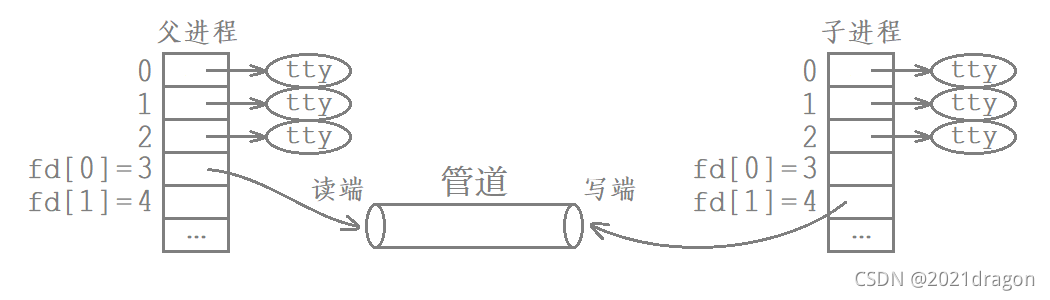 父进程
子进程
0
tty
0
tty
1
tty
1
tty
2
tty
2
tty
fd[0]=3
读端
管道
写端
fd[0]=3
fd[1]=4
fd[1]=4
...
...
CSDN @2021dragon